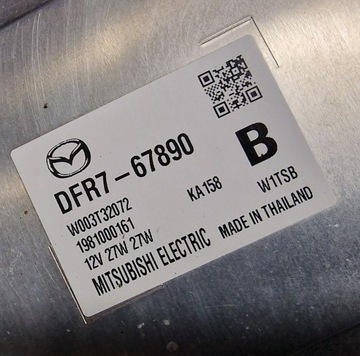 DFR7-67890
B
W003T32072
KA158
W1TSB
1981000161
12V 27W 27W
MITSUBISHI ELECTRIC MADE IN THAILAND